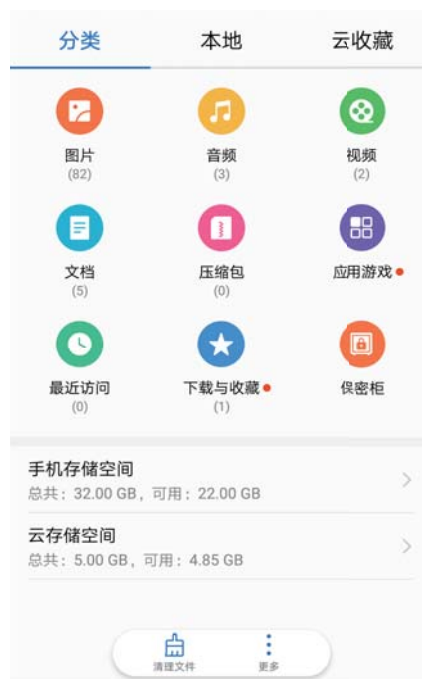 分类 本地 云收藏
图片 音频 视频
(82) (3) (2)
文档 压缩包 应用游戏
(5) (0)
最近访问 下载与收藏 保密柜
(0) (1)
手机存储空间
总共：32.00 GB，可用：22.00 GB
云存储空间
总共：5.00 GB，可用：4.85 GB
清理文件 更多